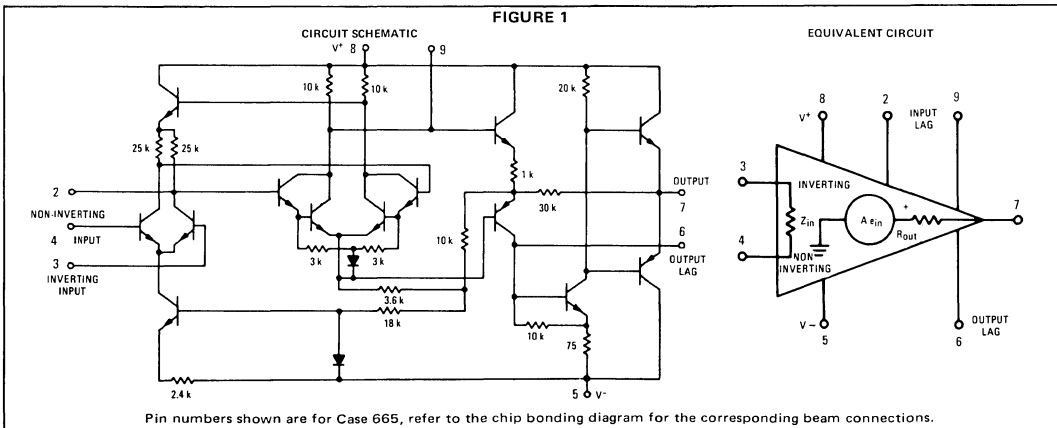 FIGURE 1
CIRCUIT SCHEMATIC
V+ 8
9
10 k
10 k
20 k
25 k
25 k
2
1 k
NON-INVERTING
4 INPUT
30 k
OUTPUT
7
10 k
6
OUTPUT
LAG
3
INVERTING
INPUT
3 k
3 k
3.6 k
18 k
10 k
75
2.4 k
5 V-
EQUIVALENT CIRCUIT
8
2
9
V+
INPUT
LAG
3
INVERTING
Zin
A ein
+
Rout
7
4
NON
INVERTING
V-
5
OUTPUT
LAG
6
Pin numbers shown are for Case 665, refer to the chip bonding diagram for the corresponding beam connections.